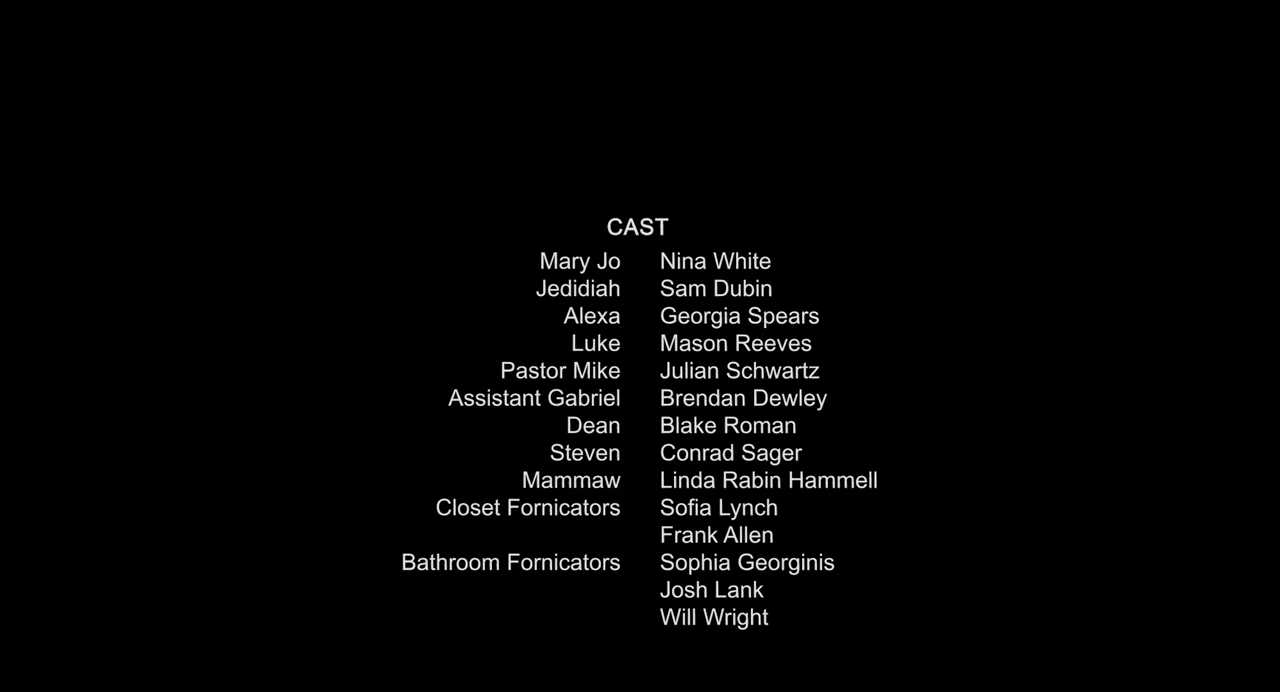 CAST
Mary Jo Nina White
Jedidiah Sam Dubin
Alexa Georgia Spears
Luke Mason Reeves
Pastor Mike Julian Schwartz
Assistant Gabriel Brendan Dewley
Dean Blake Roman
Steven Conrad Sager
Mammaw Linda Rabin Hammell
Closet Fornicators Sofia Lynch
Frank Allen
Bathroom Fornicators Sophia Georginis
Josh Lank
Will Wright